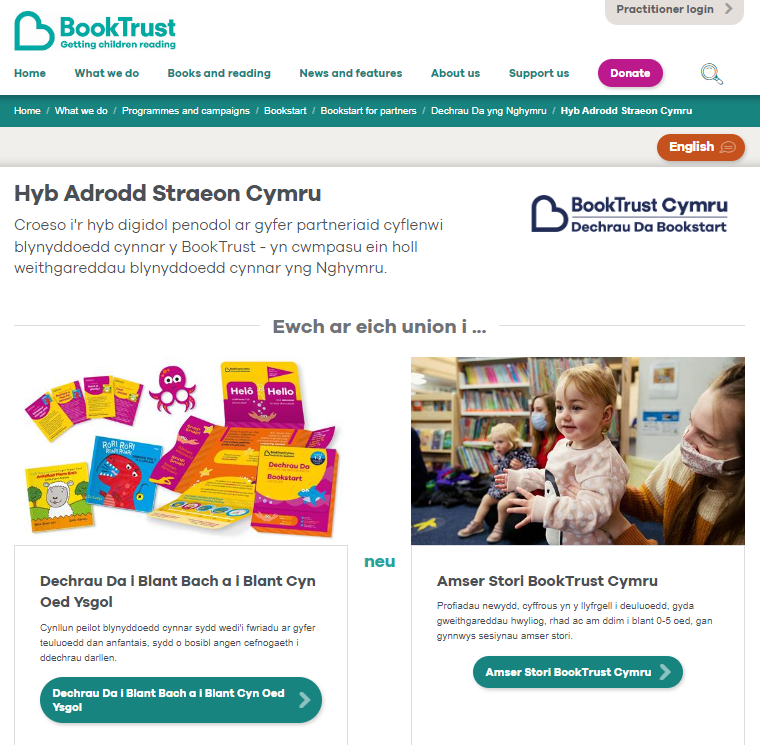 Practitioner login
BookTrust
Getting children reading
Home What we do Books and reading News and features About us Support us Donate
Home / What we do / Programmes and campaigns / Bookstart / Bookstart for partners / Dechrau Da yng Nghymru / Hyb Adrodd Straeon Cymru
English
Hyb Adrodd Straeon Cymru
Croeso i'r hyb digidol penodol ar gyfer partneriaid cyflenwi
blynyddoedd cynnar y BookTrust - yn cwmpasu ein holl
weithgareddau blynyddoedd cynnar yng Nghymru.
BookTrust Cymru
Dechrau Da Bookstart
Ewch ar eich union i ...
Helô Hello
RÔRI RÔRI
Dechrau Da
Bookstart
Dechrau Da i Blant Bach a i Blant Cyn
Oed Ysgol
Cynllun peilot blynyddoedd cynnar sydd wedi'i fwriadu ar gyfer
teuluoedd dan anfantais, sydd o bosibl angen cefnogaeth i
ddechrau darllen.
Dechrau Da i Blant Bach a i Blant Cyn Oed
Ysgol
neu
Amser Stori BookTrust Cymru
Profiadau newydd, cyffrous yn y llyfrgell i deuluoedd, gyda
gweithgareddau hwyliog, rhad ac am ddim i blant 0-5 oed, gan
gynnwys sesiynau amser stori.
Amser Stori BookTrust Cymru